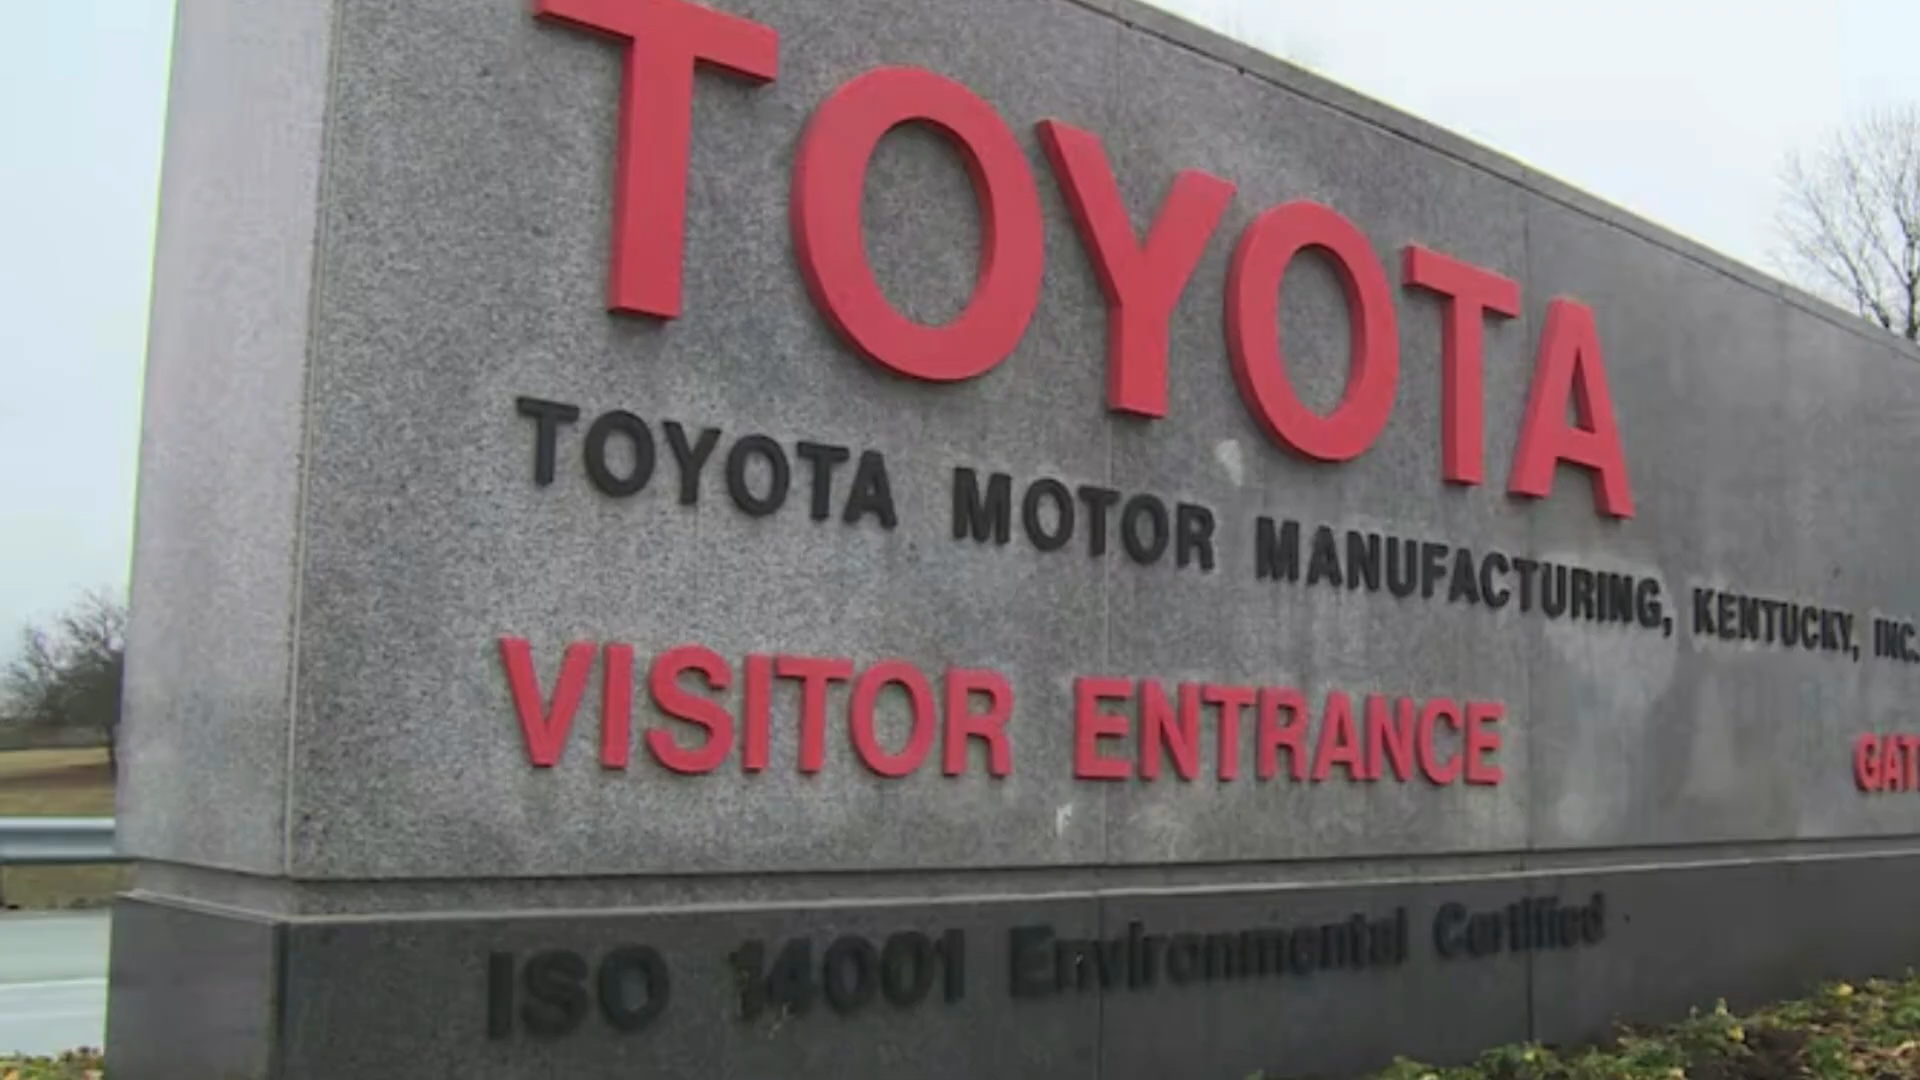 TOYOTA
TOYOTA MOTOR MANUFACTURING, KENTUCKY, INC.
VISITOR ENTRANCE
ISO 14001 Environmental Certified